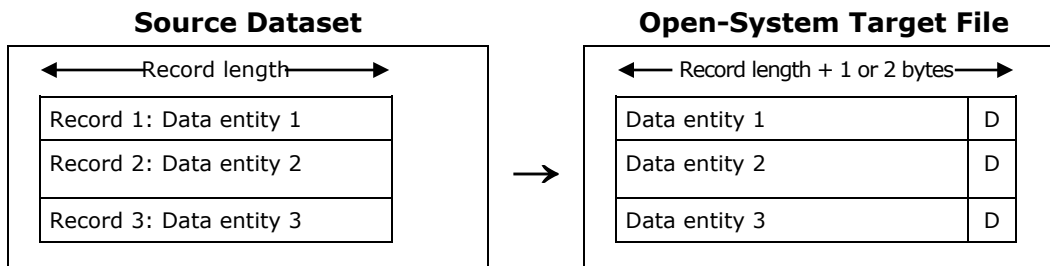 Source Dataset
Record length
Record 1: Data entity 1
Record 2: Data entity 2
Record 3: Data entity 3
→
Open-System Target File
Record length + 1 or 2 bytes
Data entity 1 D
Data entity 2 D
Data entity 3 D